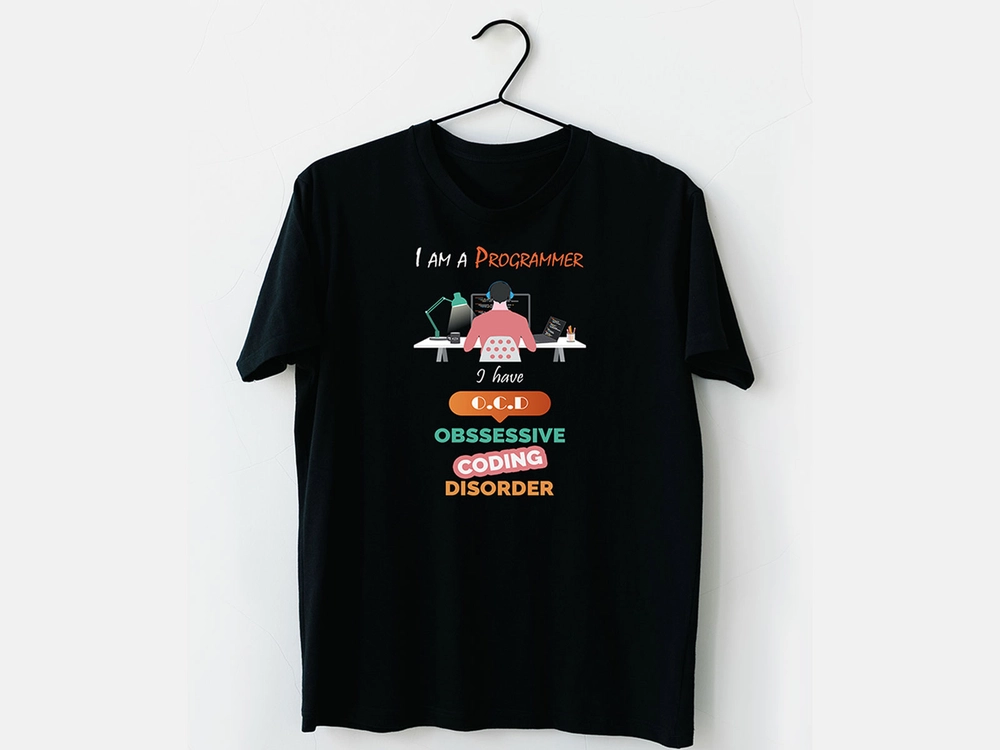 I AM A PROGRAMMER
I have
O.C.D
OBSSESSIVE
CODING
DISORDER